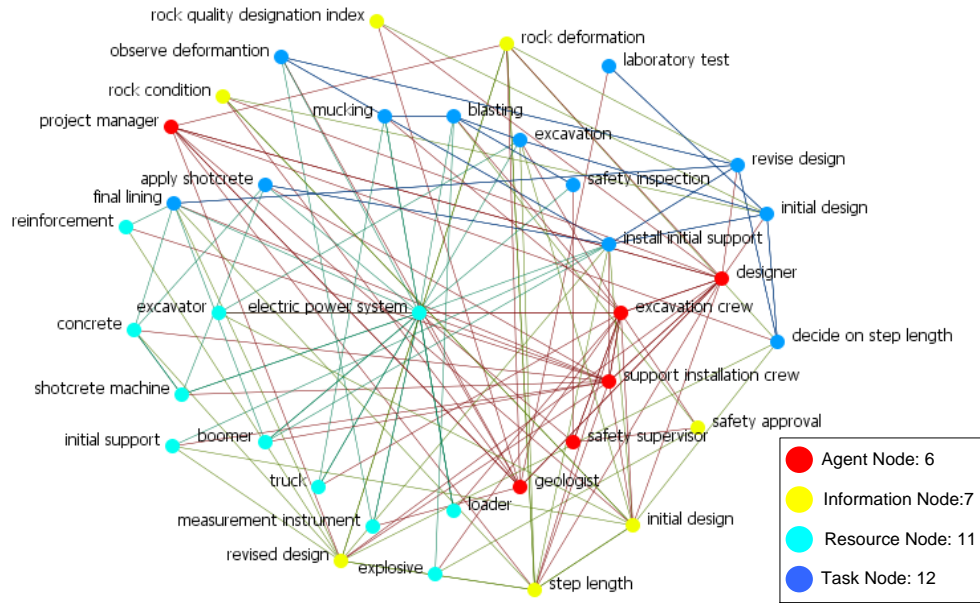 rock quality designation index
rock deformation
observe deformantion
laboratory test
rock condition
mucking
blasting
project manager
excavation
revise design
apply shotcrete
safety inspection
final lining
initial design
reinforcement
install initial support
designer
excavator
electric power system
excavation crew
concrete
decide on step length
support installation crew
shotcrete machine
safety approval
initial support
boomer
safety supervisor
Agent Node: 6
truck
geologist
Information Node:7
loader
measurement instrument
initial design
Resource Node: 11
revised design
explosive
step length
Task Node: 12